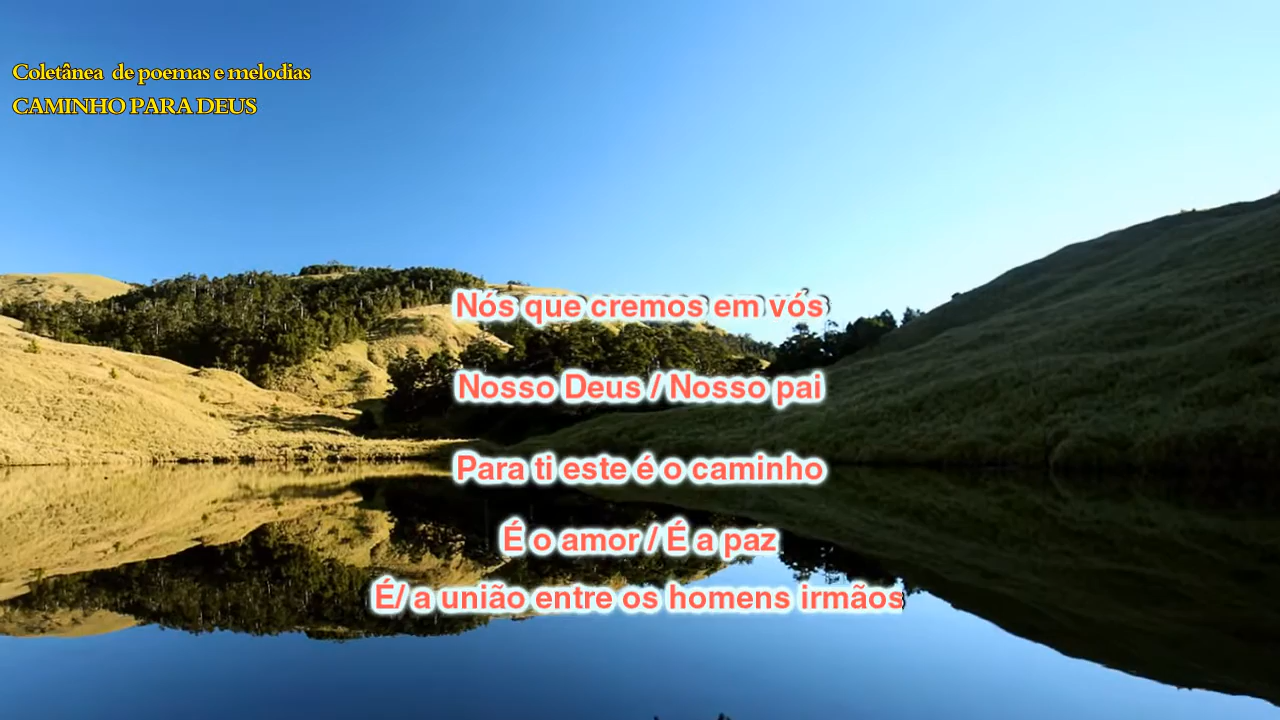 Coletânea de poemas e melodias
CAMINHO PARA DEUS
Nós que cremos em vós
Nosso Deus / Nosso pai
Para ti este é o caminho
É o amor / É a paz
É/ a união entre os homens irmãos